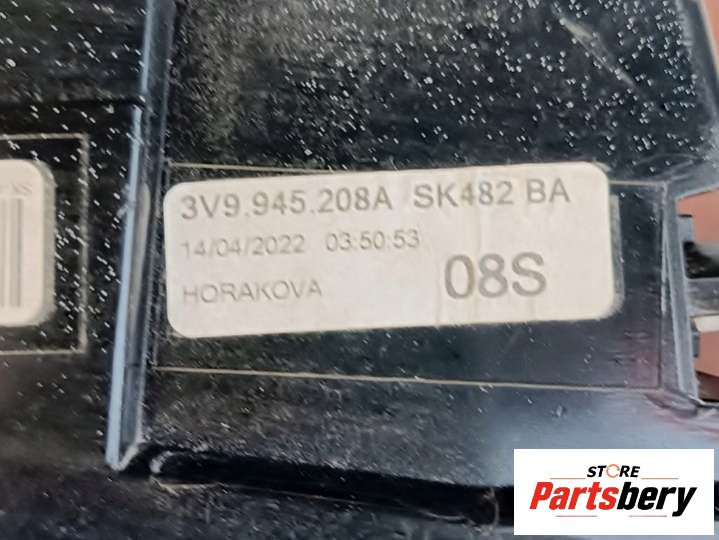 3V9.945.208A SK482 BA
14/04/2022 03:50:53
HORAKOVA
08S
STORE
Partsbery